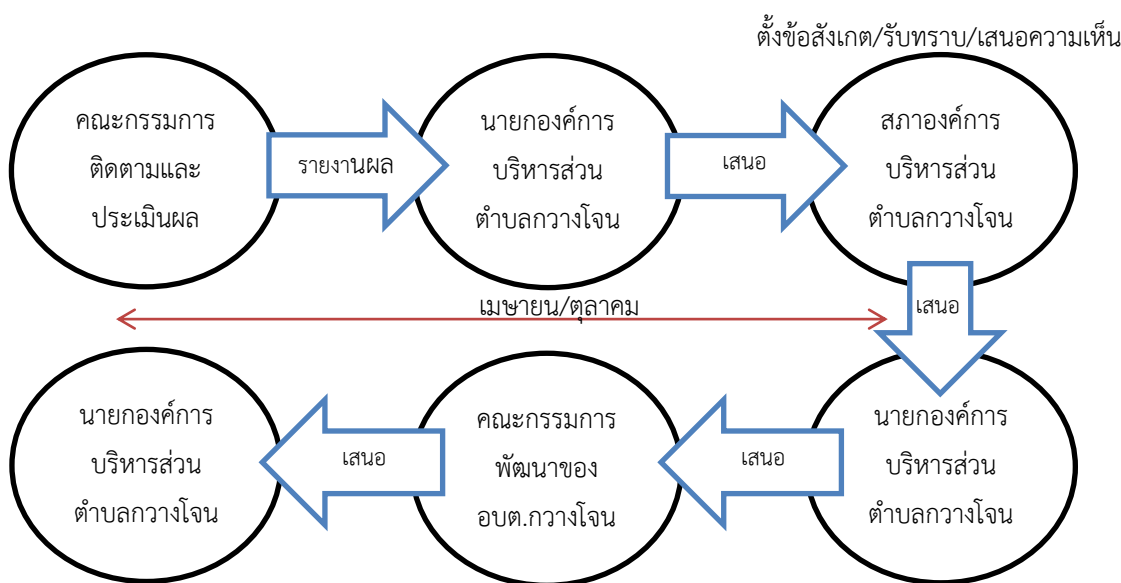 ตั้งข้อสังเกต/รับทราบ/เสนอความเห็น
คณะกรรมการ
ติดตามและ
ประเมินผล
รายงานผล
นายกองค์การ
บริหารส่วน
ตำบลกวางโจน
เสนอ
สภาองค์การ
บริหารส่วน
ตำบลกวางโจน
เมษายน/ตุลาคม
เสนอ
นายกองค์การ
บริหารส่วน
ตำบลกวางโจน
เสนอ
คณะกรรมการ
พัฒนาของ
อบต.กวางโจน
เสนอ
นายกองค์การ
บริหารส่วน
ตำบลกวางโจน